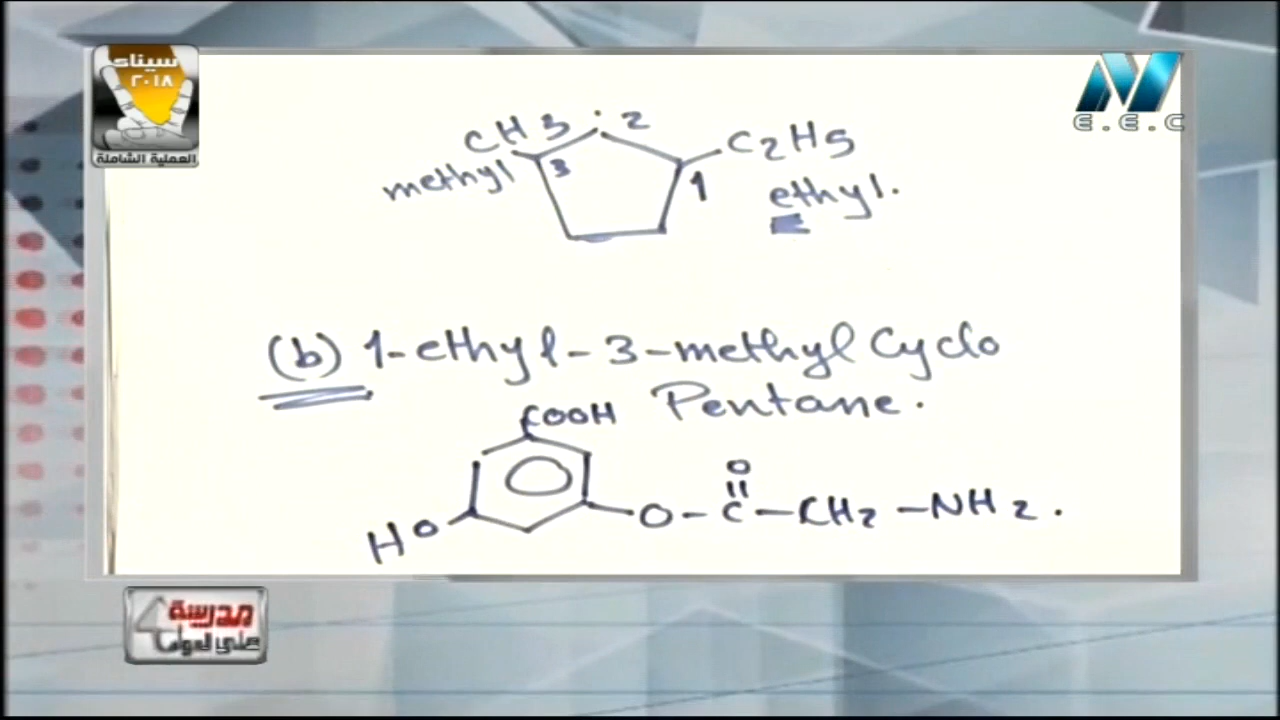 سيناء
٢٠١٨
العملية الشاملة
E.E.C
CH3 2 C2H5
methyl 3 1 ethyl.
(b) 1-ethyl-3-methyl Cyclo
Pentane.
COOH
O
HO O-C-CH2-NH2.
مدرسة
على الهواء